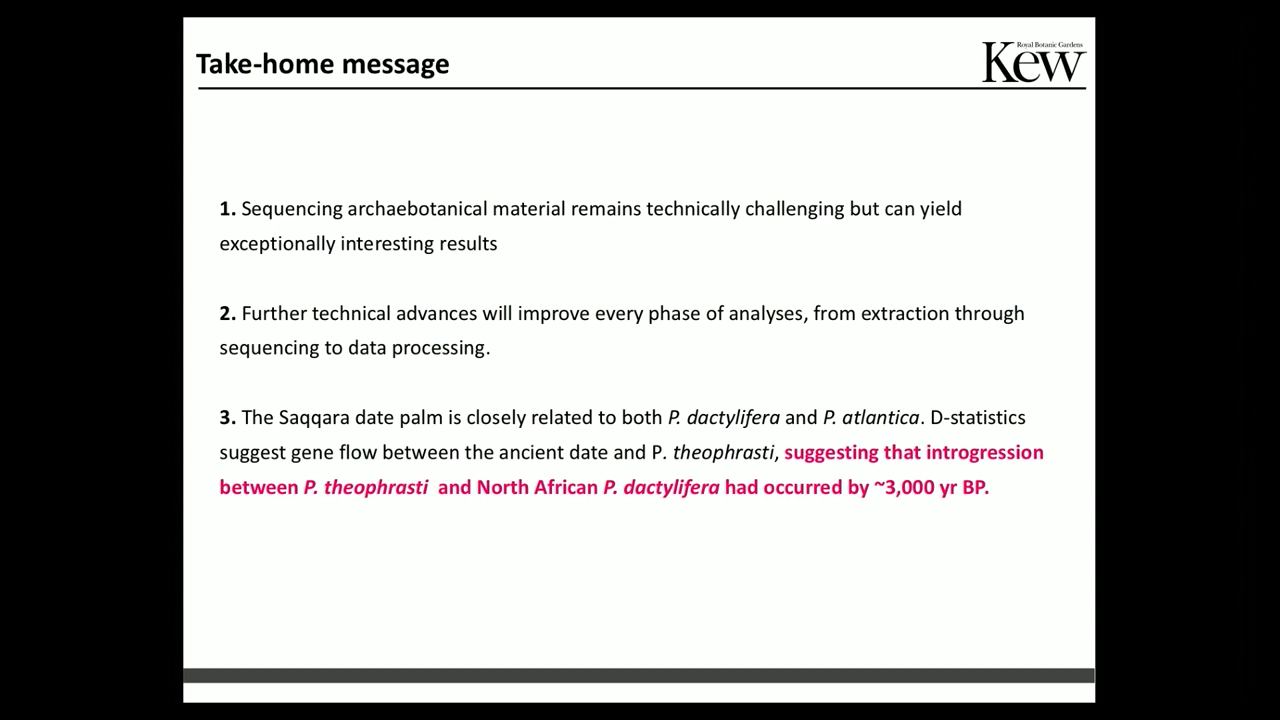 Take-home message
Royal Botanic Gardens
Kew
1. Sequencing archaebotanical material remains technically challenging but can yield
exceptionally interesting results
2. Further technical advances will improve every phase of analyses, from extraction through
sequencing to data processing.
3. The Saqqara date palm is closely related to both P. dactylifera and P. atlantica. D-statistics
suggest gene flow between the ancient date and P. theophrasti, suggesting that introgression
between P. theophrasti and North African P. dactylifera had occurred by ~3,000 yr BP.